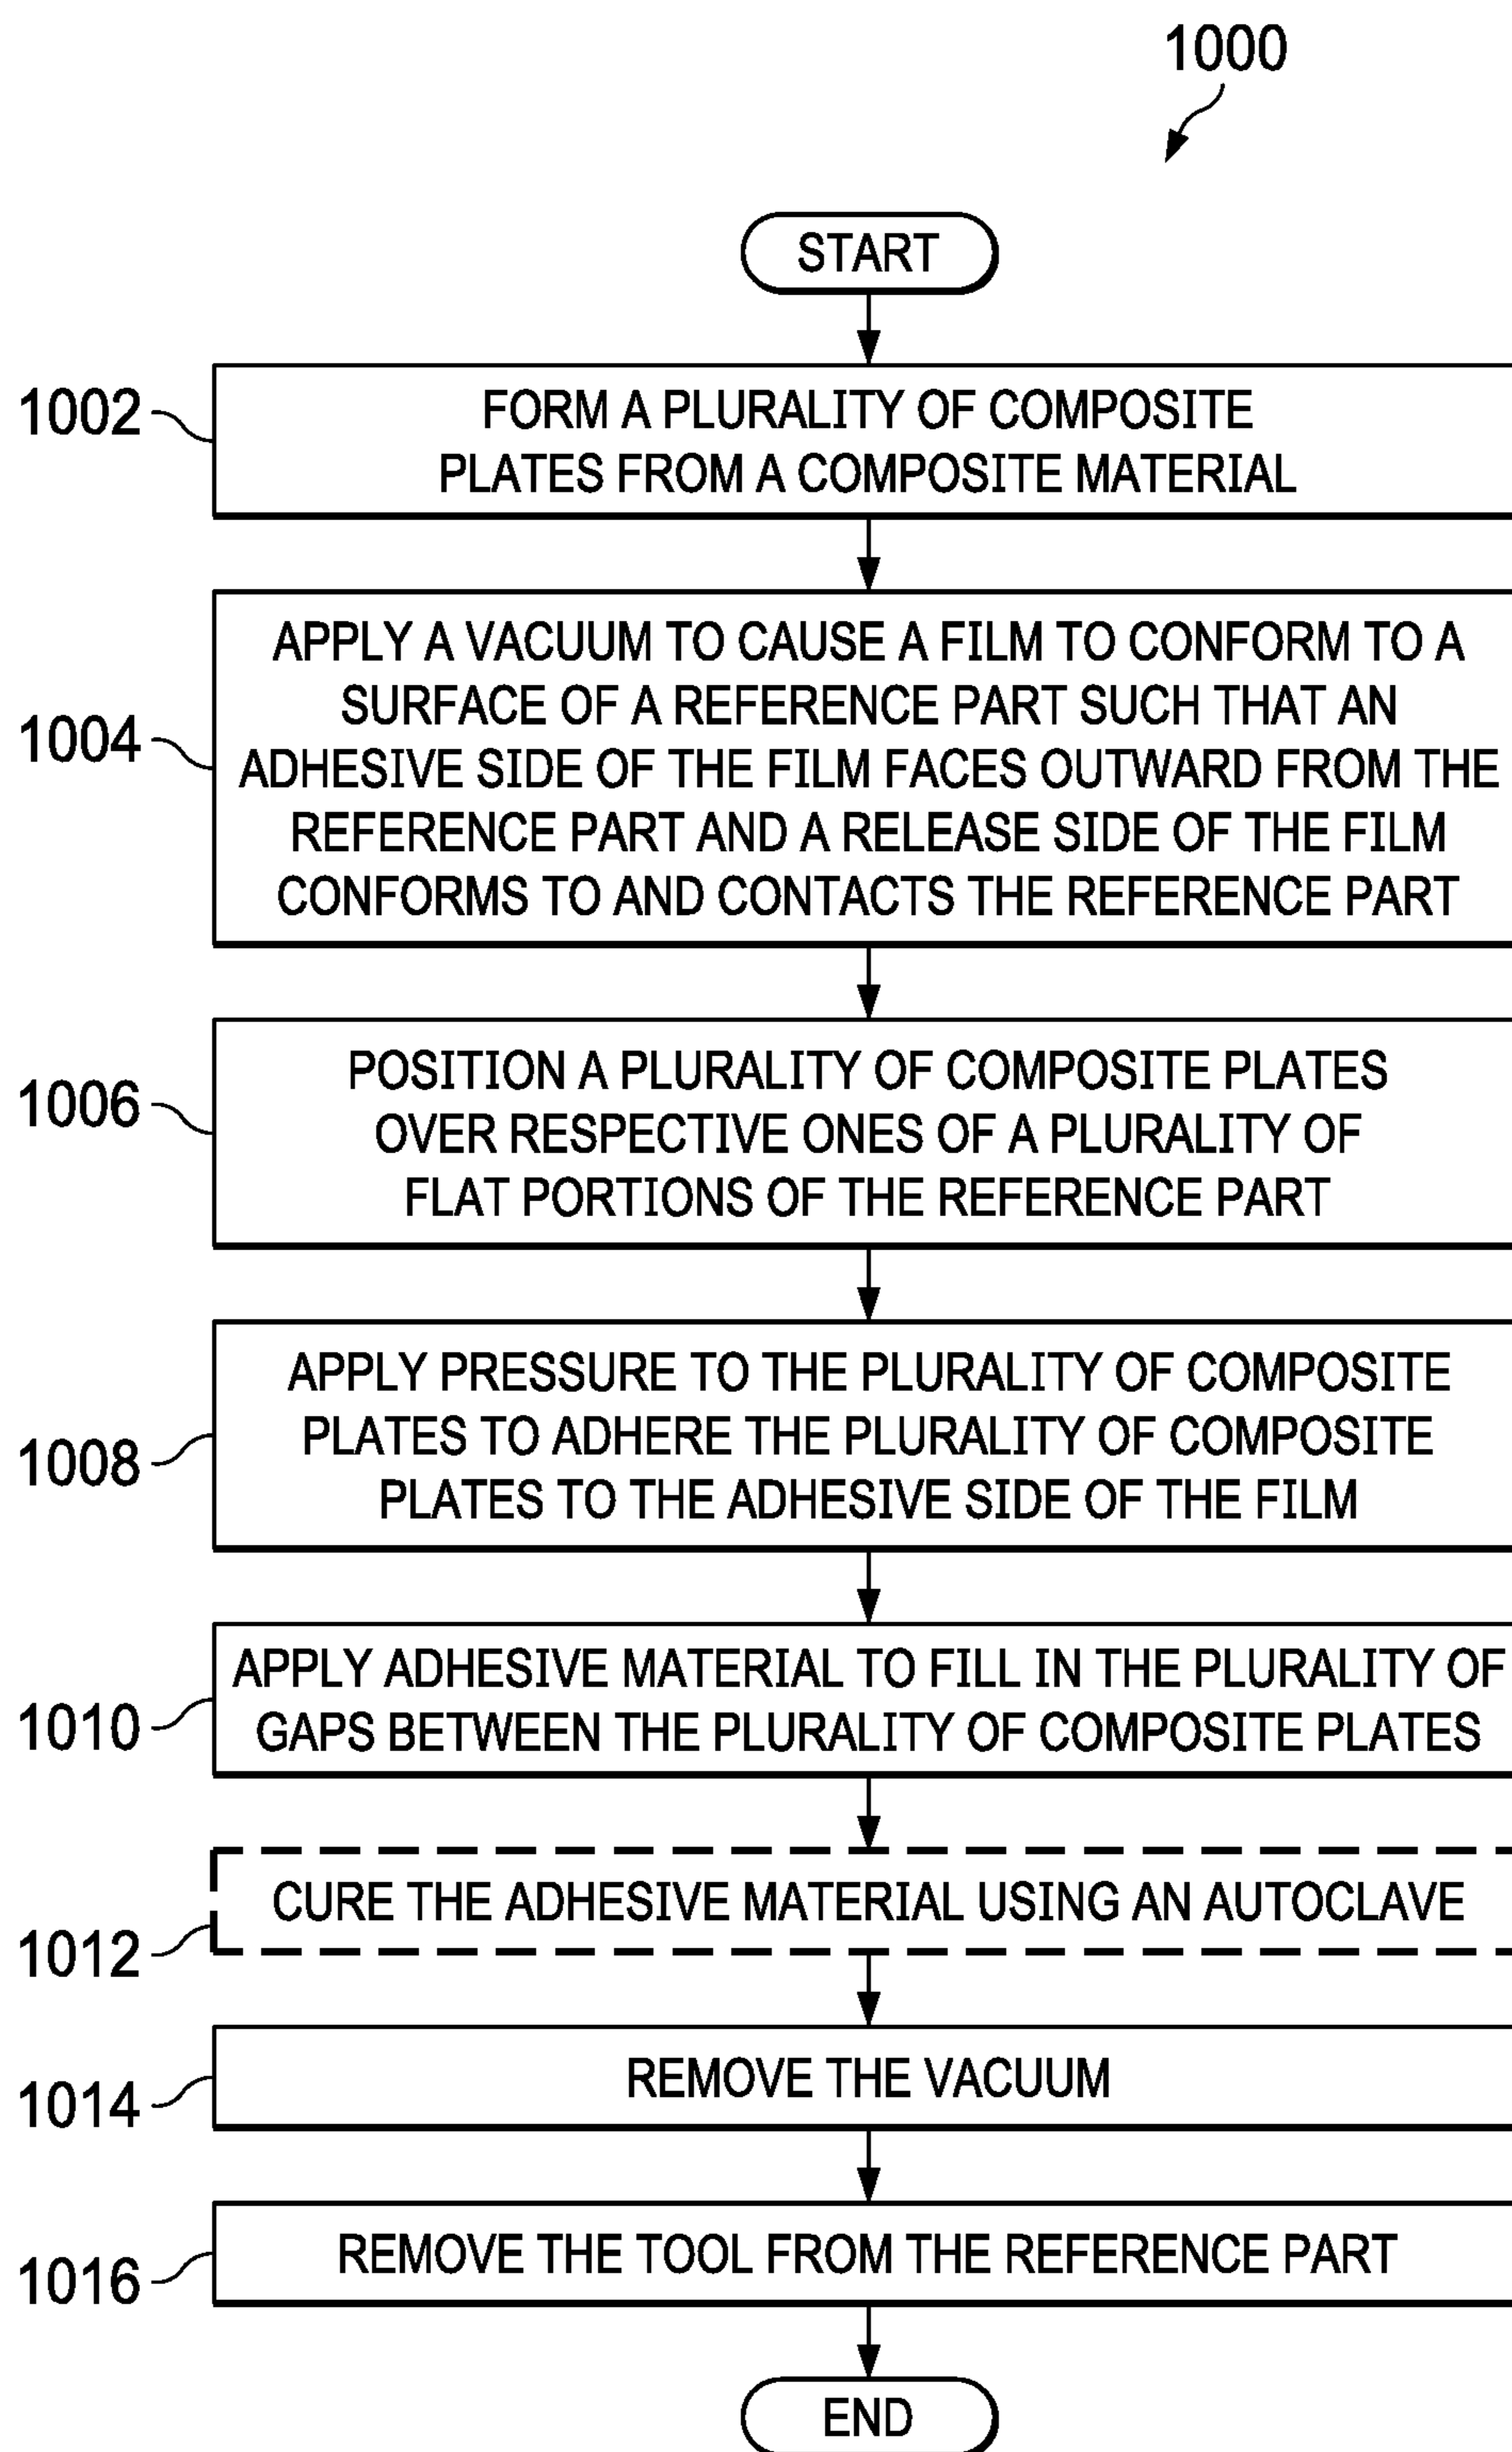 1000
START
1002
FORM A PLURALITY OF COMPOSITE
PLATES FROM A COMPOSITE MATERIAL
1004
APPLY A VACUUM TO CAUSE A FILM TO CONFORM TO A
SURFACE OF A REFERENCE PART SUCH THAT AN
ADHESIVE SIDE OF THE FILM FACES OUTWARD FROM THE
REFERENCE PART AND A RELEASE SIDE OF THE FILM
CONFORMS TO AND CONTACTS THE REFERENCE PART
1006
POSITION A PLURALITY OF COMPOSITE PLATES
OVER RESPECTIVE ONES OF A PLURALITY OF
FLAT PORTIONS OF THE REFERENCE PART
1008
APPLY PRESSURE TO THE PLURALITY OF COMPOSITE
PLATES TO ADHERE THE PLURALITY OF COMPOSITE
PLATES TO THE ADHESIVE SIDE OF THE FILM
1010
APPLY ADHESIVE MATERIAL TO FILL IN THE PLURALITY OF
GAPS BETWEEN THE PLURALITY OF COMPOSITE PLATES
1012
CURE THE ADHESIVE MATERIAL USING AN AUTOCLAVE
1014
REMOVE THE VACUUM
1016
REMOVE THE TOOL FROM THE REFERENCE PART
END